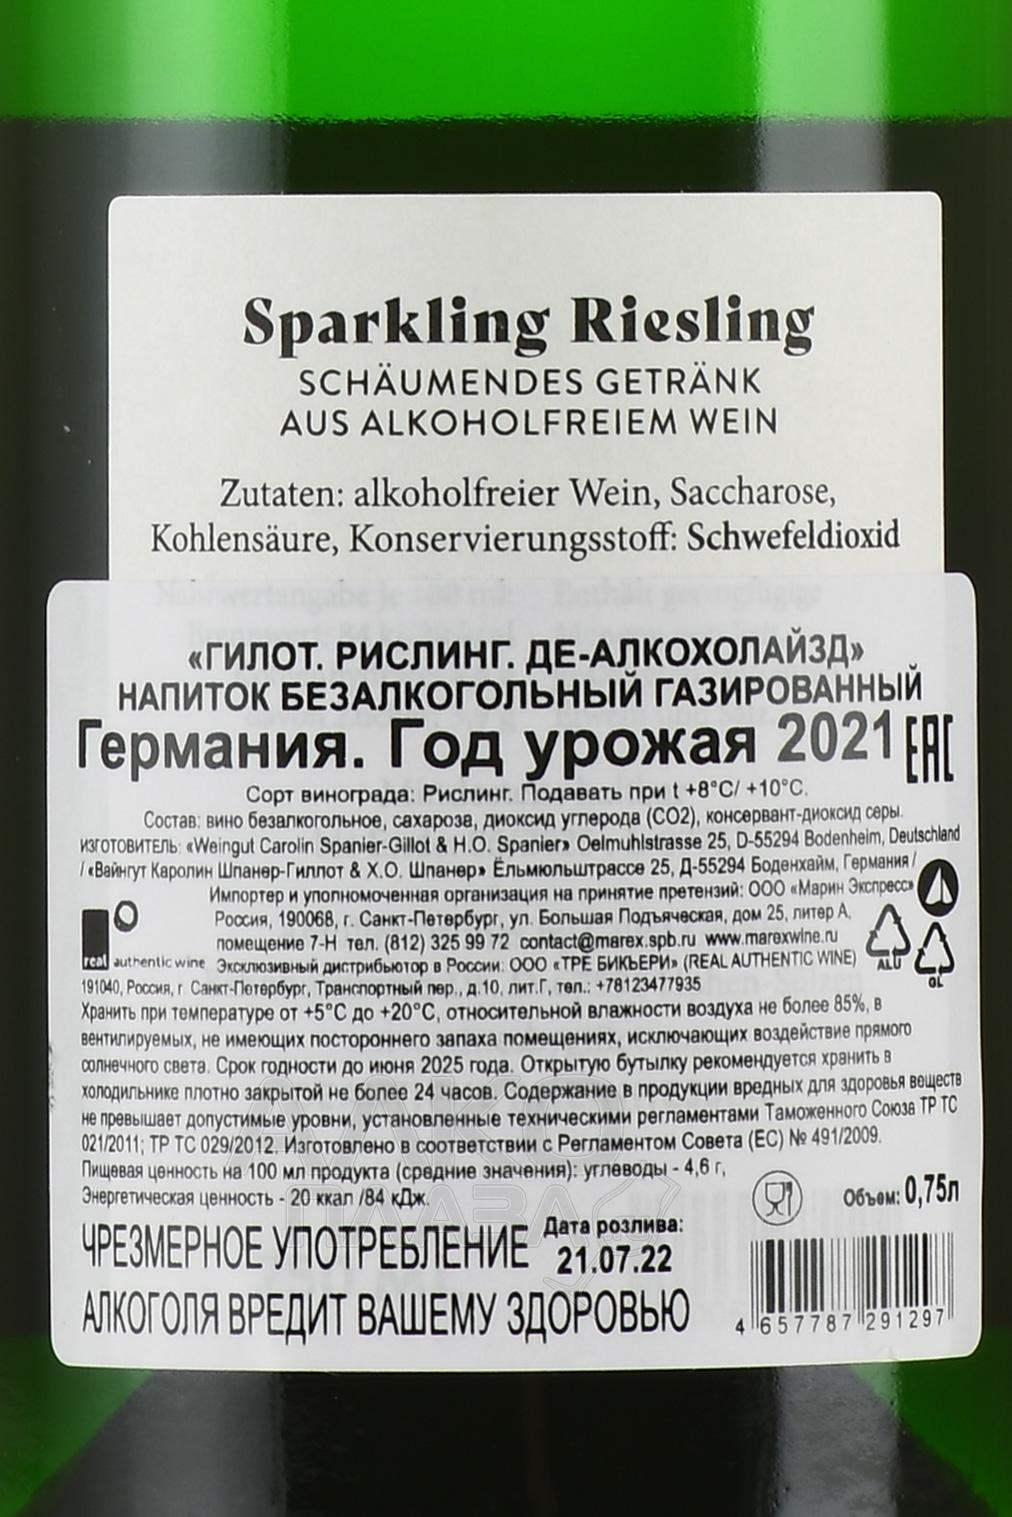 Sparkling Riesling
SCHÄUMENDES GETRÄNK
AUS ALKOHOLFREIEM WEIN
Zutaten: alkoholfreier Wein, Saccharose,
Kohlensäure, Konservierungsstoff: Schwefeldioxid
«ГИЛОТ. РИСЛИНГ. ДЕ-АЛКОХОЛАЙЗД»
НАПИТОК БЕЗАЛКОГОЛЬНЫЙ ГАЗИРОВАННЫЙ
Германия. Год урожая 2021 EAC
Сорт винограда: Рислинг. Подавать при t +8°C/ +10°C.
Состав: вино безалкогольное, сахароза, диоксид углерода (СО2), консервант-диоксид серы.
ИЗГОТОВИТЕЛЬ: «Weingut Carolin Spanier-Gillot & H.O. Spanier» Oelmuhlstrasse 25, D-55294 Bodenheim, Deutschland
/ «Вайнгут Каролин Шпанер-Гиллот & Х.О. Шпанер» Ёльмюльштрассе 25, Д-55294 Боденхайм, Германия /
Импортер и уполномоченная организация на принятие претензий: ООО «Марин Экспресс»
Россия, 190068, г. Санкт-Петербург, ул. Большая Подъяческая, дом 25, литер А,
помещение 7-Н тел. (812) 325 99 72 contact@marex.spb.ru www.marexwine.ru
real authentic wine
Эксклюзивный дистрибьютор в России: ООО «ТРЕ БИКЬЕРИ» (REAL AUTHENTIC WINE)
ALU
GL
191040, Россия, г. Санкт-Петербург, Транспортный пер., д.10, лит.Г, тел.: +78123477935
Хранить при температуре от +5°C до +20°C, относительной влажности воздуха не более 85%, в
вентилируемых, не имеющих постороннего запаха помещениях, исключающих воздействие прямого
солнечного света. Срок годности до июня 2025 года. Открытую бутылку рекомендуется хранить в
холодильнике плотно закрытой не более 24 часов. Содержание в продукции вредных для здоровья веществ
не превышает допустимые уровни, установленные техническими регламентами Таможенного Союза ТР ТС
021/2011; ТР ТС 029/2012. Изготовлено в соответствии с Регламентом Совета (ЕС) № 491/2009.
Пищевая ценность на 100 мл продукта (средние значения): углеводы - 4,6 г,
Энергетическая ценность - 20 ккал /84 кДж.
Объем: 0,75л
ЧРЕЗМЕРНОЕ УПОТРЕБЛЕНИЕ
АЛКОГОЛЯ ВРЕДИТ ВАШЕМУ ЗДОРОВЬЮ
Дата розлива:
21.07.22
4 657787 291297